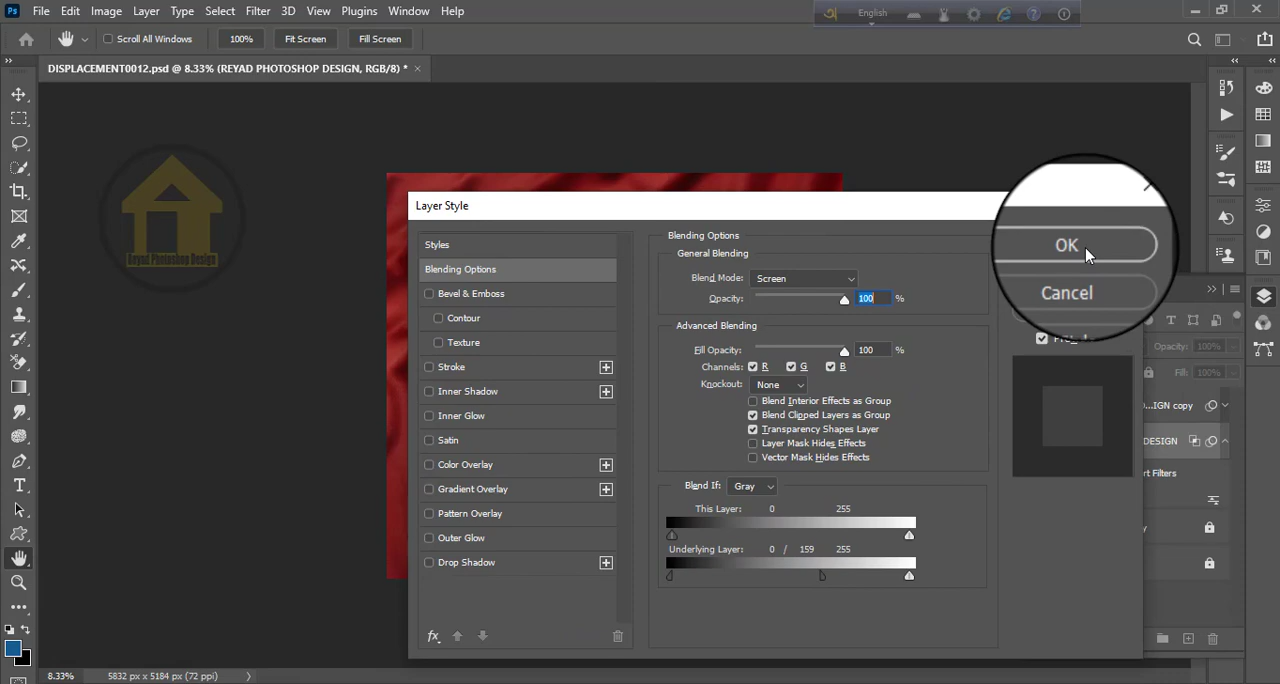 Ps File Edit Image Layer Type Select Filter 3D View Plugins Window Help
English
Scroll All Windows 100% Fit Screen Fill Screen
DISPLACEMENT0012.psd @ 8.33% (REYAD PHOTOSHOP DESIGN, RGB/8) * ×
Reyad Photoshop Design
Layer Style
Styles
Blending Options
Bevel & Emboss
Contour
Texture
Stroke
Inner Shadow
Inner Glow
Satin
Color Overlay
Gradient Overlay
Pattern Overlay
Outer Glow
Drop Shadow
fx
Blending Options
General Blending
Blend Mode: Screen
Opacity: 100 %
Advanced Blending
Fill Opacity: 100 %
Channels: R G B
Knockout: None
Blend Interior Effects as Group
Blend Clipped Layers as Group
Transparency Shapes Layer
Layer Mask Hides Effects
Vector Mask Hides Effects
Blend If: Gray
This Layer: 0 255
Underlying Layer: 0 / 159 255
OK
Cancel
Opacity: 100%
Fill: 100%
...IGN copy
DESIGN
rt Filters
8.33% 5832 px x 5184 px (72 ppi)